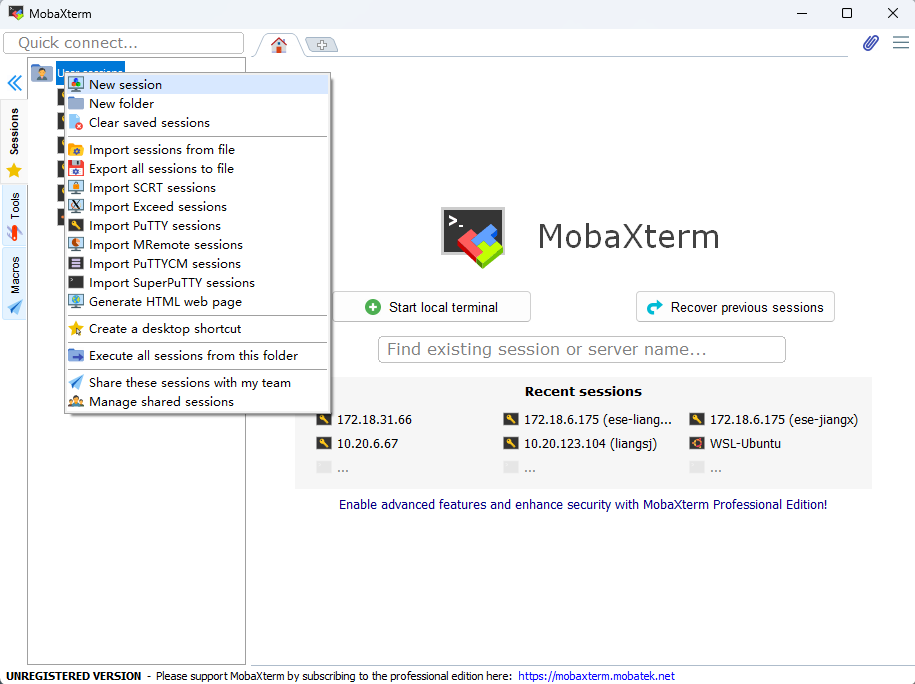 MobaXterm
Quick connect...
User sessions
New session
New folder
Clear saved sessions
Import sessions from file
Export all sessions to file
Import SCRT sessions
Import Exceed sessions
Import PuTTY sessions
Import MRemote sessions
Import PuTTYCM sessions
Import SuperPuTTY sessions
Generate HTML web page
Create a desktop shortcut
Execute all sessions from this folder
Share these sessions with my team
Manage shared sessions
Sessions
Tools
Macros
MobaXterm
Start local terminal
Recover previous sessions
Find existing session or server name...
Recent sessions
172.18.31.66
172.18.6.175 (ese-liang...
172.18.6.175 (ese-jiangx)
10.20.6.67
10.20.123.104 (liangsj)
WSL-Ubuntu
...
...
...
Enable advanced features and enhance security with MobaXterm Professional Edition!
UNREGISTERED VERSION - Please support MobaXterm by subscribing to the professional edition here: https://mobaxterm.mobatek.net